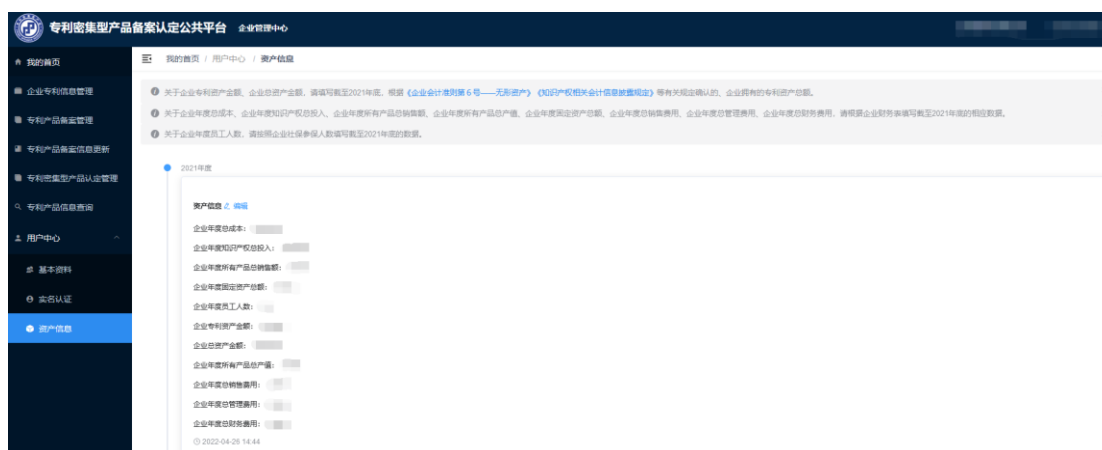 专利密集型产品备案认定公共平台 企业管理中心
我的首页 / 用户中心 / 资产信息
我的首页
企业专利信息管理
专利产品备案管理
专利产品备案信息更新
专利密集型产品认定管理
专利产品信息查询
用户中心
基本资料
实名认证
资产信息
关于企业专利资产金额、企业总资产金额，请填写截至2021年底，根据《企业会计准则第6号——无形资产》《知识产权相关会计信息披露规定》等有关规定确认的、企业拥有的专利资产总额。
关于企业年度总成本、企业年度知识产权总投入、企业年度所有产品总销售额、企业年度所有产品总产值、企业年度固定资产总额、企业年度总销售费用、企业年度总管理费用、企业年度总财务费用，请根据企业财务表填写截至2021年底的相应数据。
关于企业年度员工人数，请按照企业社保参保人数填写截至2021年底的数据。
2021年度
资产信息 编辑
企业年度总成本：
企业年度知识产权总投入：
企业年度所有产品总销售额：
企业年度固定资产总额：
企业年度员工人数：
企业专利资产金额：
企业总资产金额：
企业年度所有产品总产值：
企业年度总销售费用：
企业年度总管理费用：
企业年度总财务费用：
2022-04-26 14:44